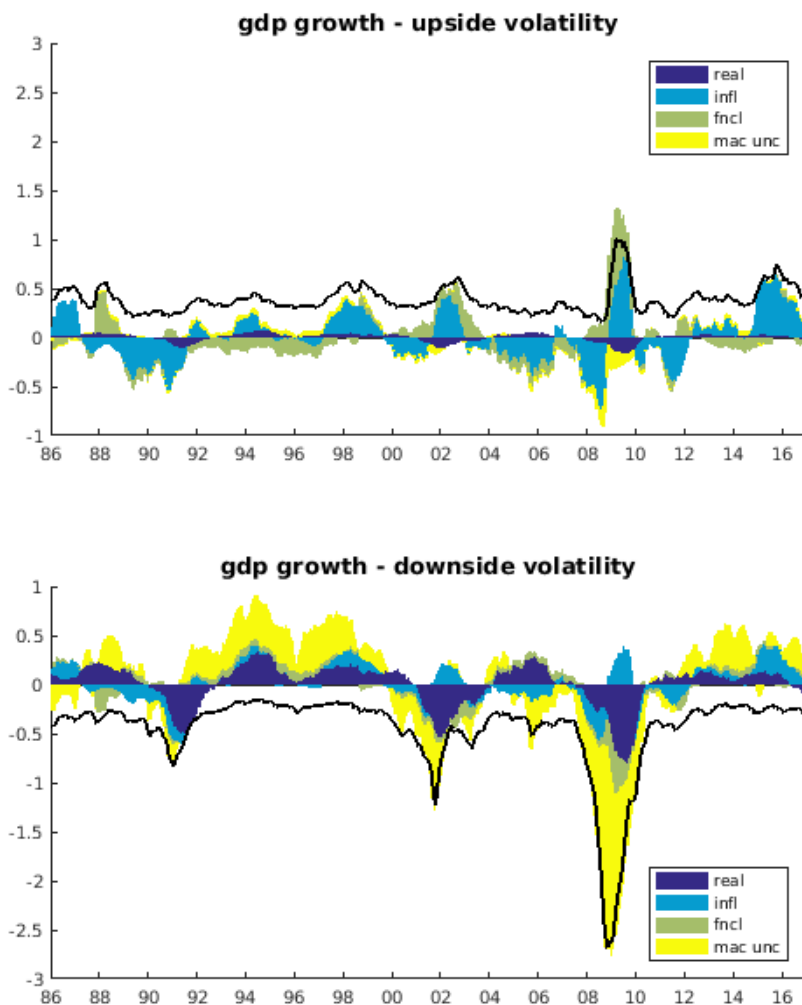 gdp growth - upside volatility
3
2.5
2
1.5
1
0.5
0
-0.5
-1
real
infl
fncl
mac unc
86 88 90 92 94 96 98 00 02 04 06 08 10 12 14 16
gdp growth - downside volatility
1
0.5
0
-0.5
-1
-1.5
-2
-2.5
-3
real
infl
fncl
mac unc
86 88 90 92 94 96 98 00 02 04 06 08 10 12 14 16